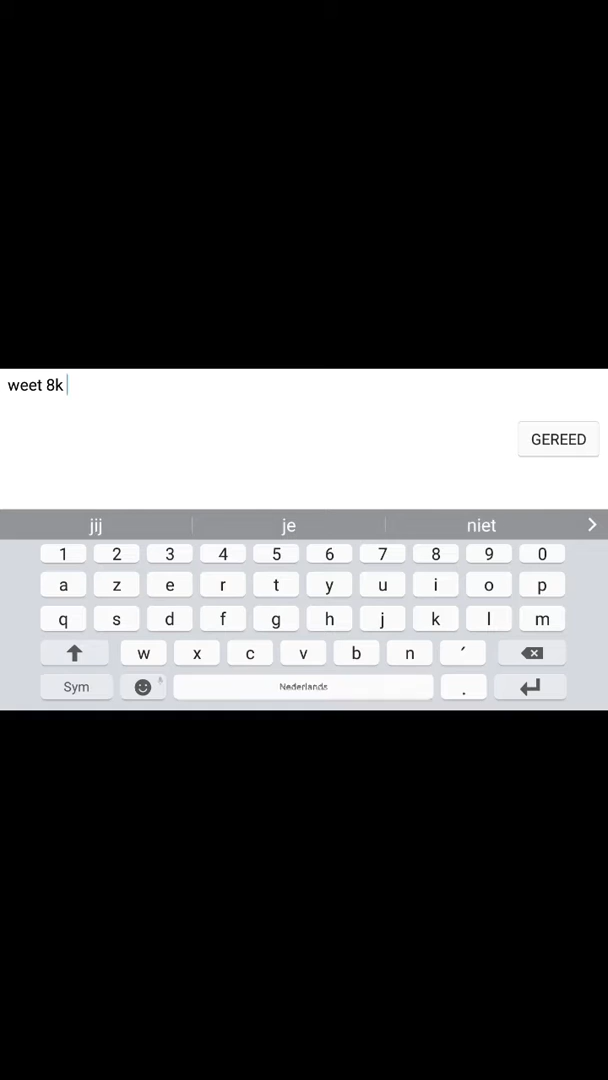 weet 8k
GEREED
jij je niet
1 2 3 4 5 6 7 8 9 0
a z e r t y u i o p
q s d f g h j k l m
w x c v b n ´
Sym Nederlands .